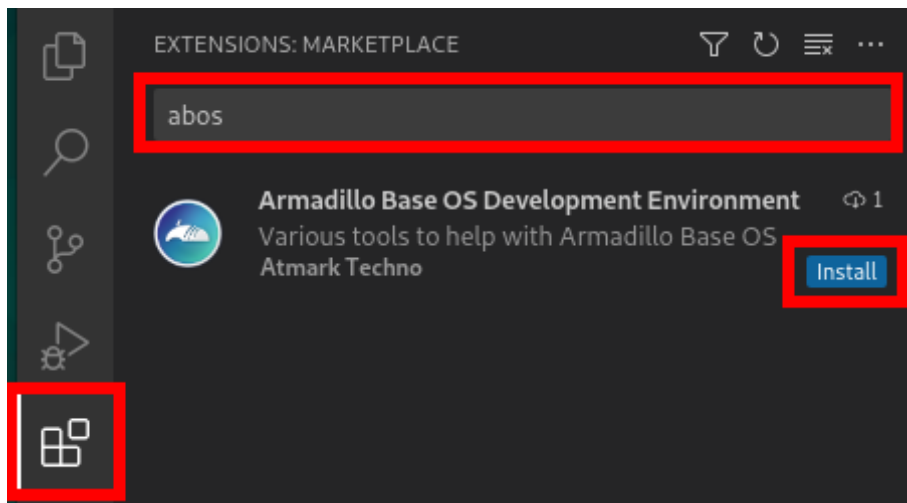 EXTENSIONS: MARKETPLACE
abos
Armadillo Base OS Development Environment 1
Various tools to help with Armadillo Base OS
Atmark Techno
Install